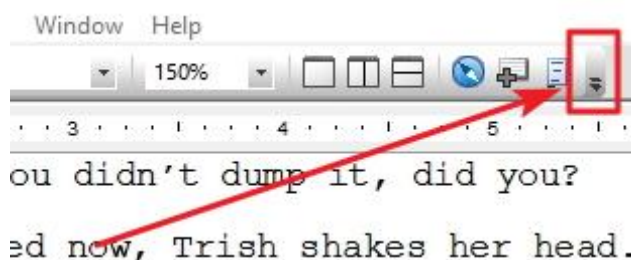 Window Help
150%
3 4 5
ou didn't dump it, did you?
ed now, Trish shakes her head.